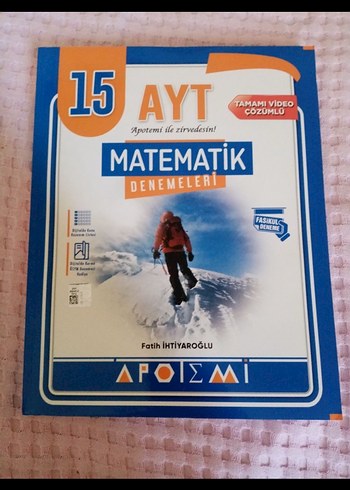 15
AYT
Apotemi ile zirvedesin!
TAMAMI VİDEO
ÇÖZÜMLÜ
MATEMATİK
DENEMELERİ
FASİKÜL
DENEME
Fatih İHTİYAROĞLU
APOTEMİ